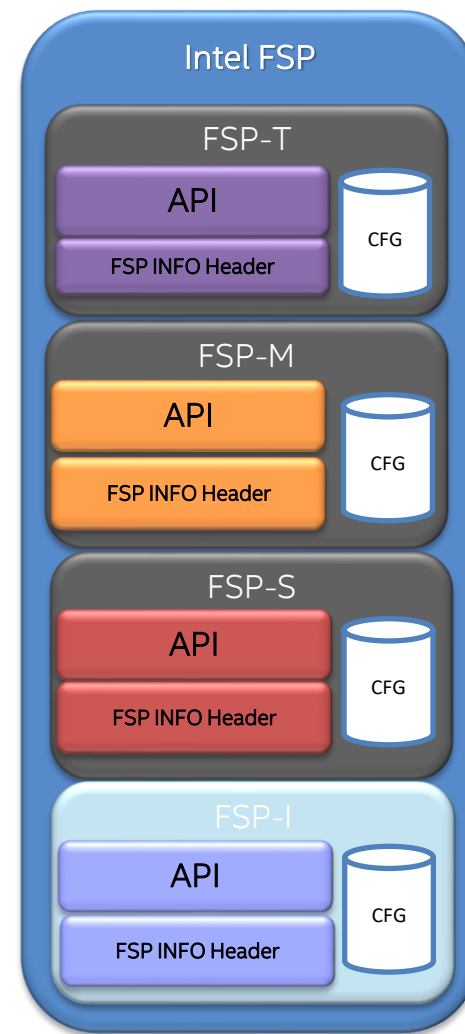 Intel FSP
FSP-T
API
FSP INFO Header
CFG
FSP-M
API
FSP INFO Header
CFG
FSP-S
API
FSP INFO Header
CFG
FSP-I
API
FSP INFO Header
CFG